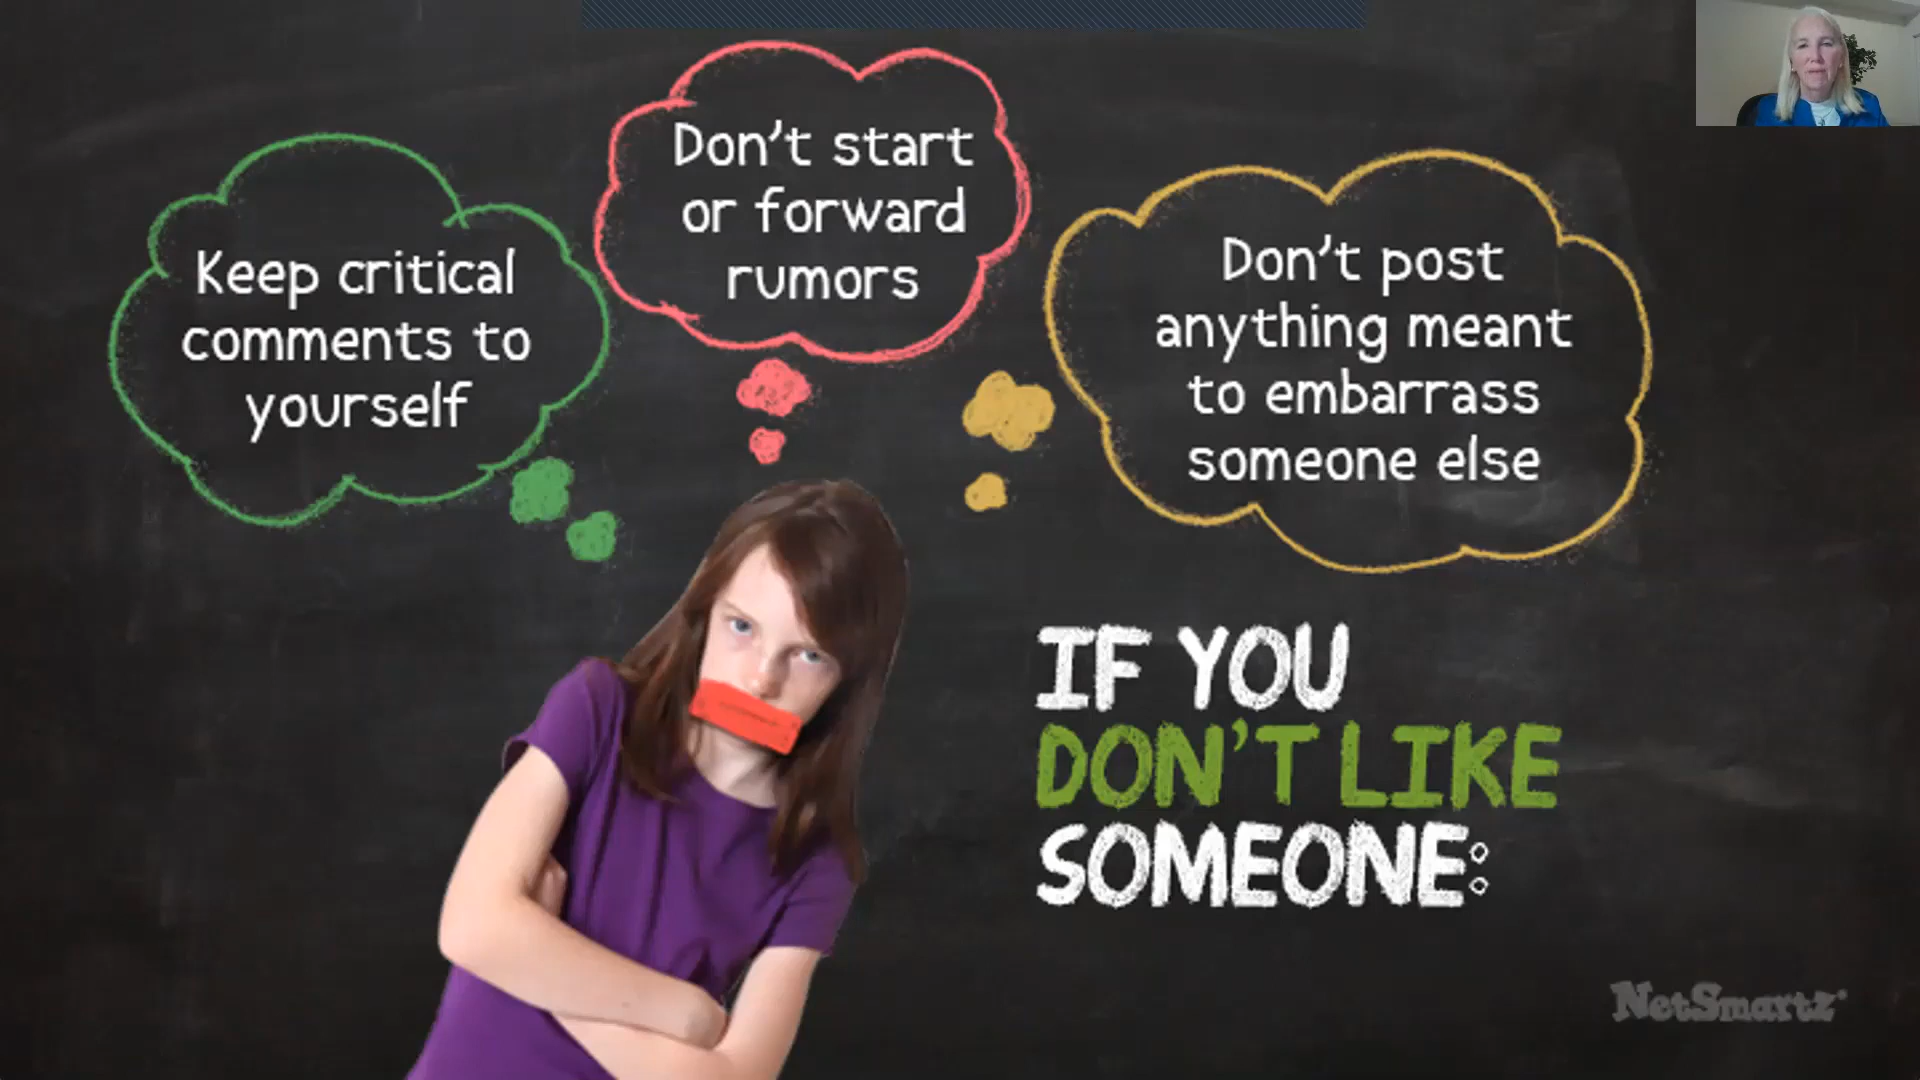 Keep critical
comments to
yourself
Don't start
or forward
rumors
Don't post
anything meant
to embarrass
someone else
IF YOU
DON'T LIKE
SOMEONE:
NetSmartz